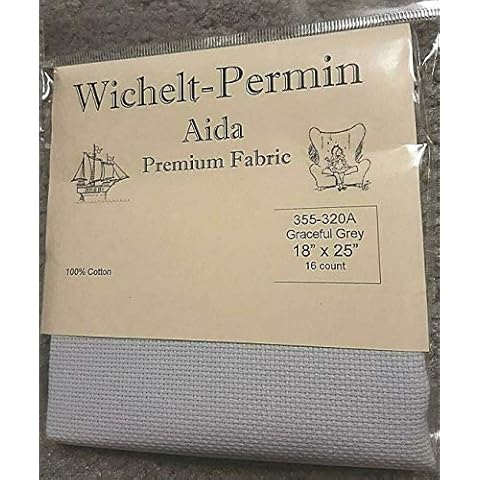 Wichelt-Permin
Aida
Premium Fabric
355-320A
Graceful Grey
18” x 25”
16 count
100% Cotton